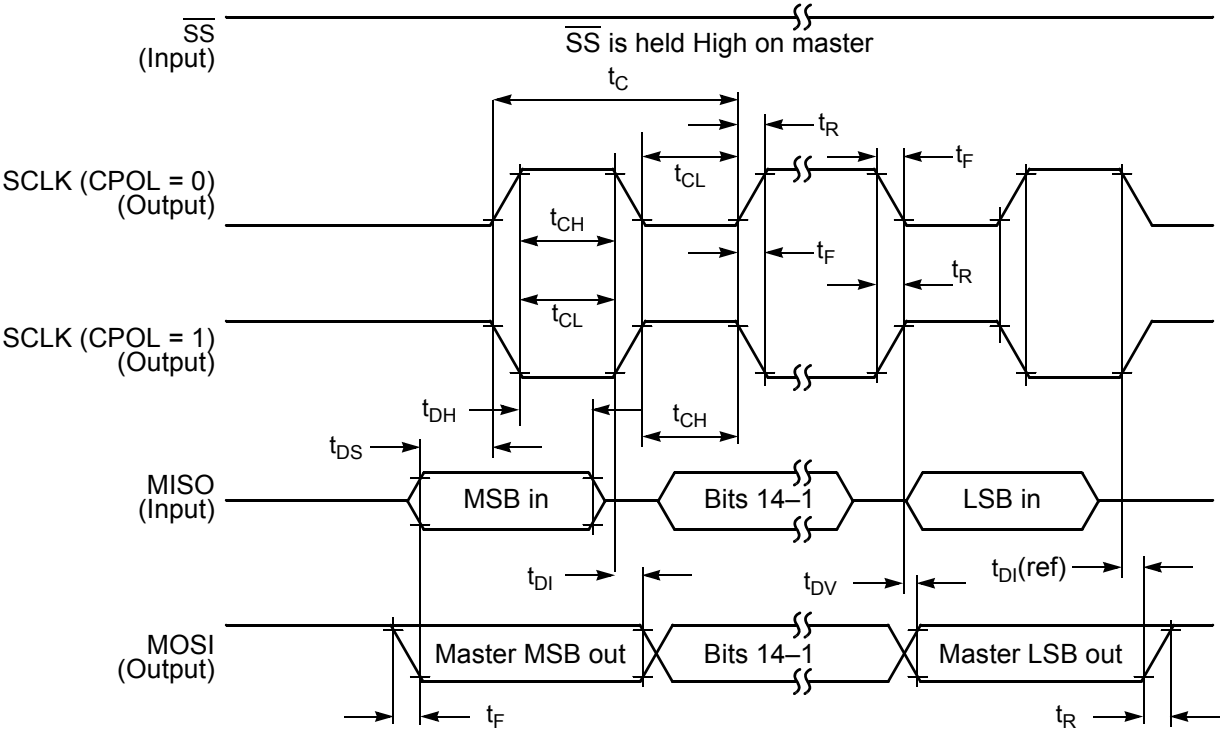 SS
(Input)
SS is held High on master
tC
tR
tF
tCL
SCLK (CPOL = 0)
(Output)
tCH
tF
tR
tCL
SCLK (CPOL = 1)
(Output)
tDH
tCH
tDS
MISO
(Input)
MSB in
Bits 14–1
LSB in
tDI
tDV
tDI(ref)
MOSI
(Output)
Master MSB out
Bits 14–1
Master LSB out
tF
tR